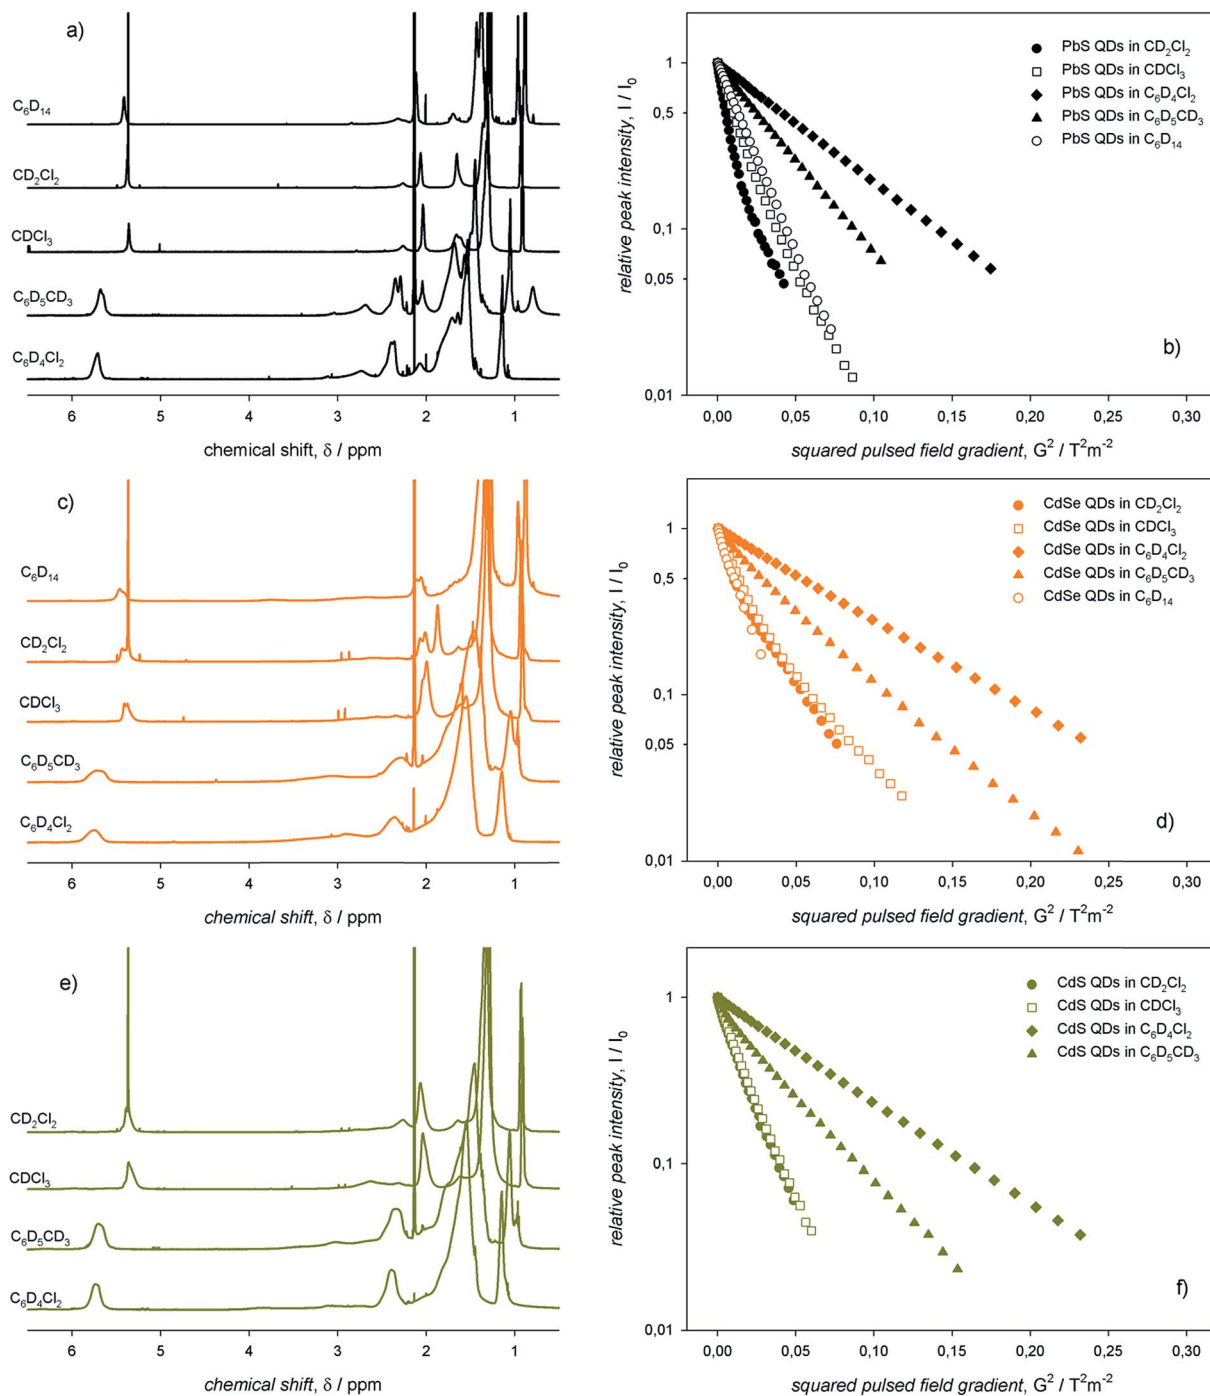 a)
C₆D₁₄
CD₂Cl₂
CDCl₃
C₆D₅CD₃
C₆D₄Cl₂
6 5 4 3 2 1
chemical shift, δ / ppm
b)
PbS QDs in CD₂Cl₂
PbS QDs in CDCl₃
PbS QDs in C₆D₄Cl₂
PbS QDs in C₆D₅CD₃
PbS QDs in C₆D₁₄
relative peak intensity, I / I₀
1
0,5
0,1
0,05
0,01
0,00 0,05 0,10 0,15 0,20 0,25 0,30
squared pulsed field gradient, G² / T²m⁻²
c)
C₆D₁₄
CD₂Cl₂
CDCl₃
C₆D₅CD₃
C₆D₄Cl₂
6 5 4 3 2 1
chemical shift, δ / ppm
d)
CdSe QDs in CD₂Cl₂
CdSe QDs in CDCl₃
CdSe QDs in C₆D₄Cl₂
CdSe QDs in C₆D₅CD₃
CdSe QDs in C₆D₁₄
relative peak intensity, I / I₀
1
0,5
0,1
0,05
0,01
0,00 0,05 0,10 0,15 0,20 0,25 0,30
squared pulsed field gradient, G² / T²m⁻²
e)
CD₂Cl₂
CDCl₃
C₆D₅CD₃
C₆D₄Cl₂
6 5 4 3 2 1
chemical shift, δ / ppm
f)
CdS QDs in CD₂Cl₂
CdS QDs in CDCl₃
CdS QDs in C₆D₄Cl₂
CdS QDs in C₆D₅CD₃
relative peak intensity, I / I₀
1
0,1
0,01
0,00 0,05 0,10 0,15 0,20 0,25 0,30
squared pulsed field gradient, G² / T²m⁻²